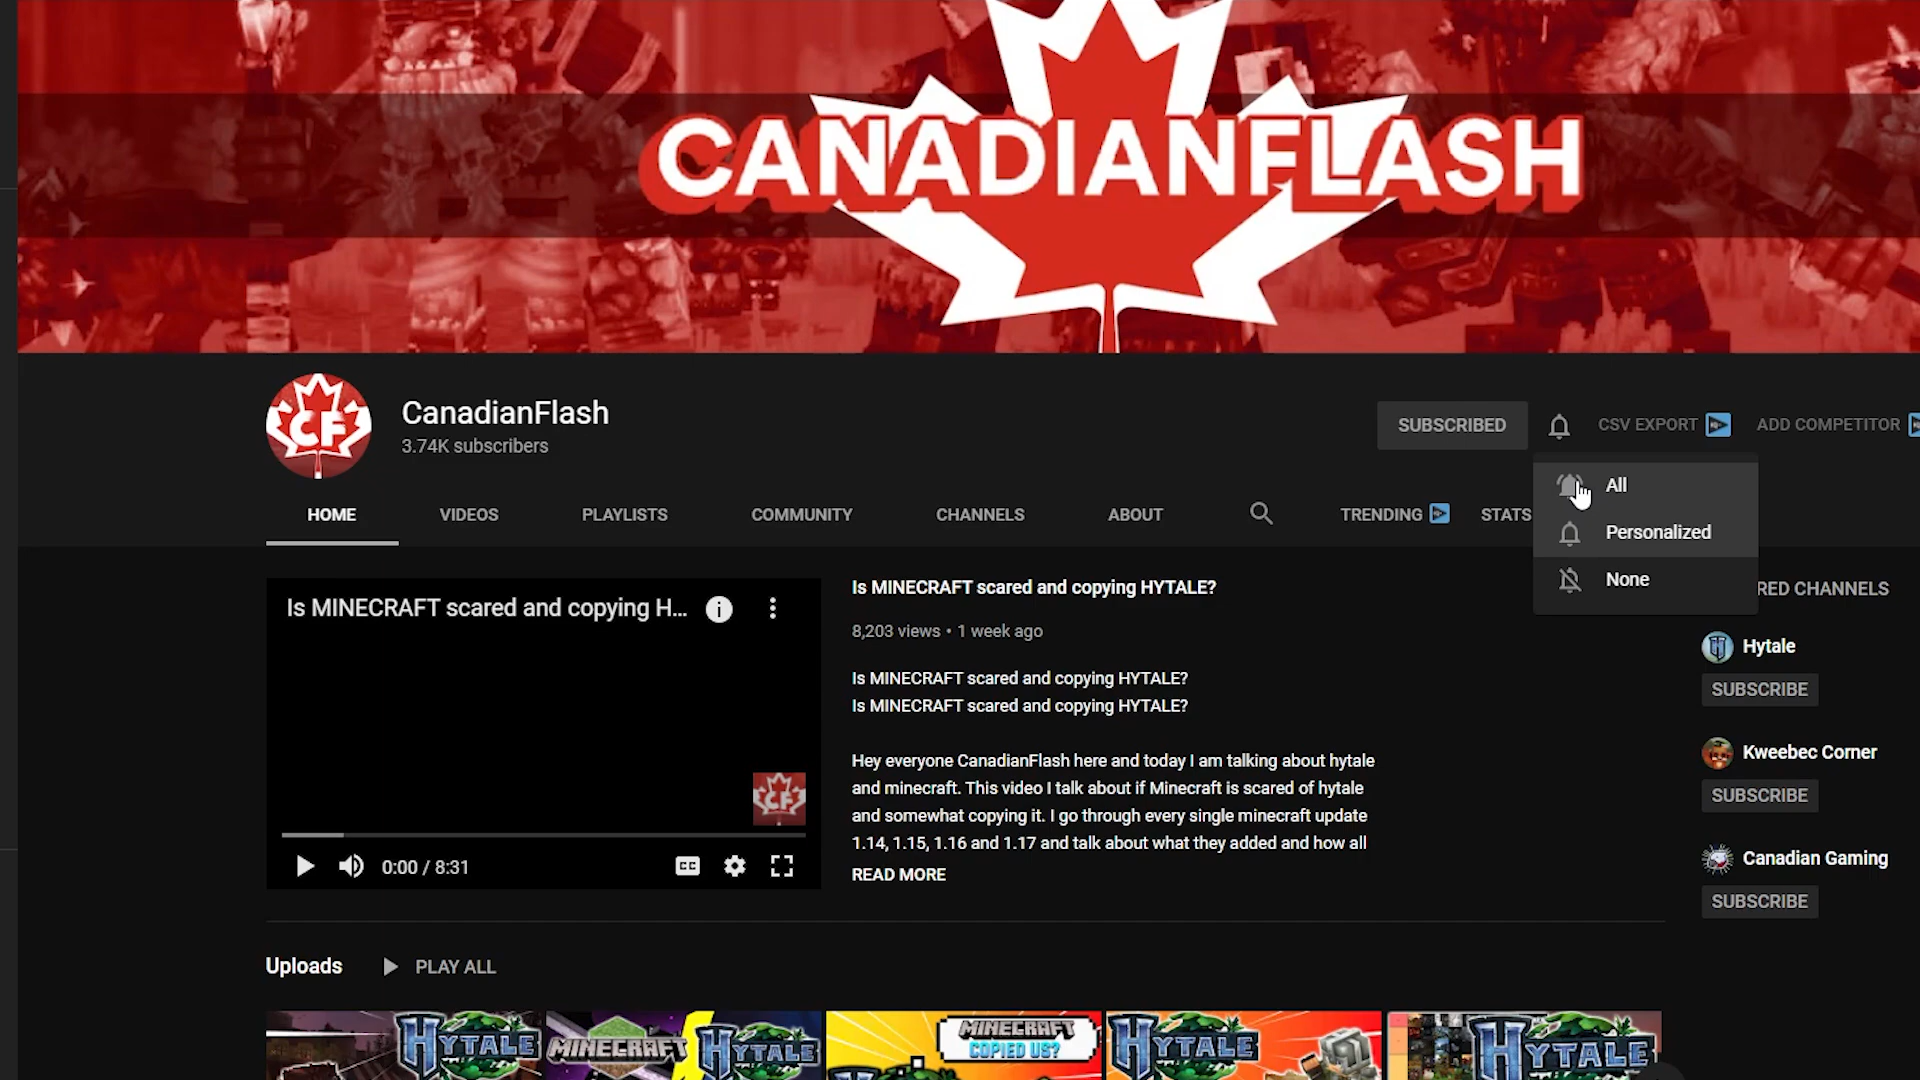 CANADIANFLASH
CF
CanadianFlash
3.74K subscribers
SUBSCRIBED
CSV EXPORT
ADD COMPETITOR
All
Personalized
None
HOME
VIDEOS
PLAYLISTS
COMMUNITY
CHANNELS
ABOUT
TRENDING
STATS
Is MINECRAFT scared and copying H...
CF
0:00 / 8:31
CC
Is MINECRAFT scared and copying HYTALE?
8,203 views • 1 week ago
Is MINECRAFT scared and copying HYTALE?
Is MINECRAFT scared and copying HYTALE?
Hey everyone CanadianFlash here and today I am talking about hytale
and minecraft. This video I talk about if Minecraft is scared of hytale
and somewhat copying it. I go through every single minecraft update
1.14, 1.15, 1.16 and 1.17 and talk about what they added and how all
READ MORE
RED CHANNELS
Hytale
SUBSCRIBE
Kweebec Corner
SUBSCRIBE
Canadian Gaming
SUBSCRIBE
Uploads
PLAY ALL
HYTALE
MINECRAFT
HYTALE
MINECRAFT
COPIED US?
HYTALE
HYTALE